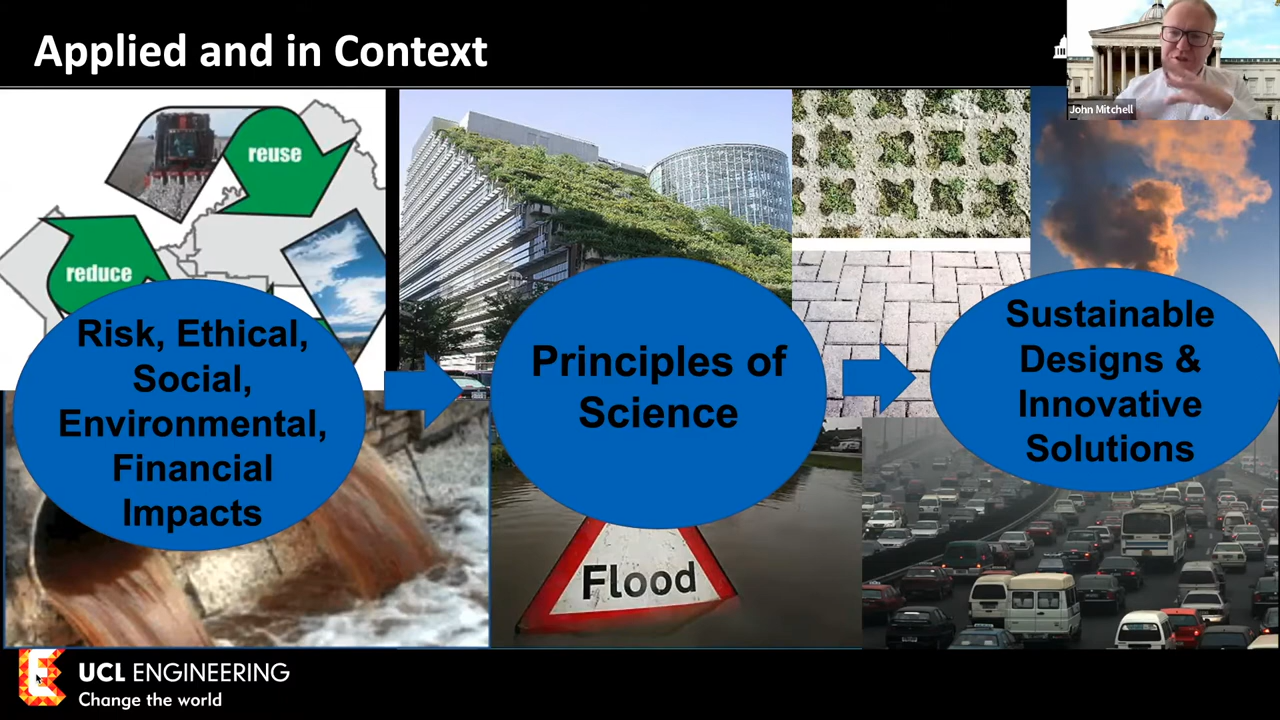 Applied and in Context
John Mitchell
reuse
reduce
Risk, Ethical,
Social,
Environmental,
Financial
Impacts
Principles of
Science
Sustainable
Designs &
Innovative
Solutions
Flood
UCL ENGINEERING
Change the world